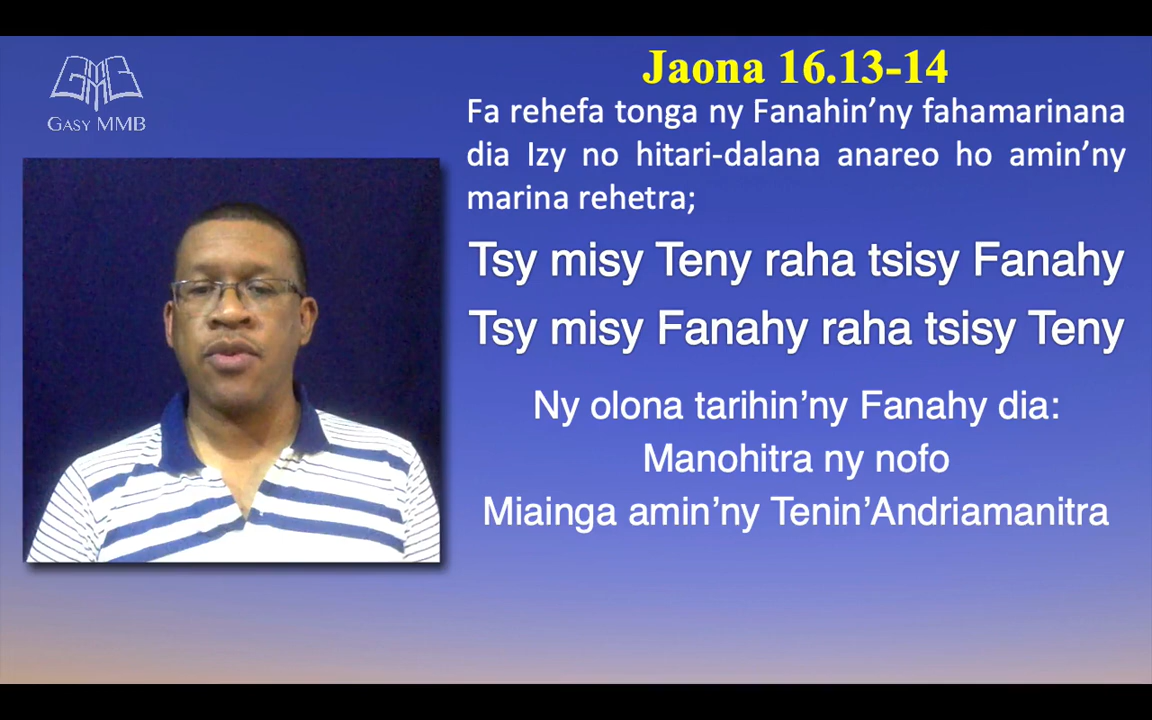 GMB
GASY MMB
Jaona 16.13-14
Fa rehefa tonga ny Fanahin’ny fahamarinana
dia Izy no hitari-dalana anareo ho amin’ny
marina rehetra;
Tsy misy Teny raha tsisy Fanahy
Tsy misy Fanahy raha tsisy Teny
Ny olona tarihin’ny Fanahy dia:
Manohitra ny nofo
Miainga amin’ny Tenin’Andriamanitra